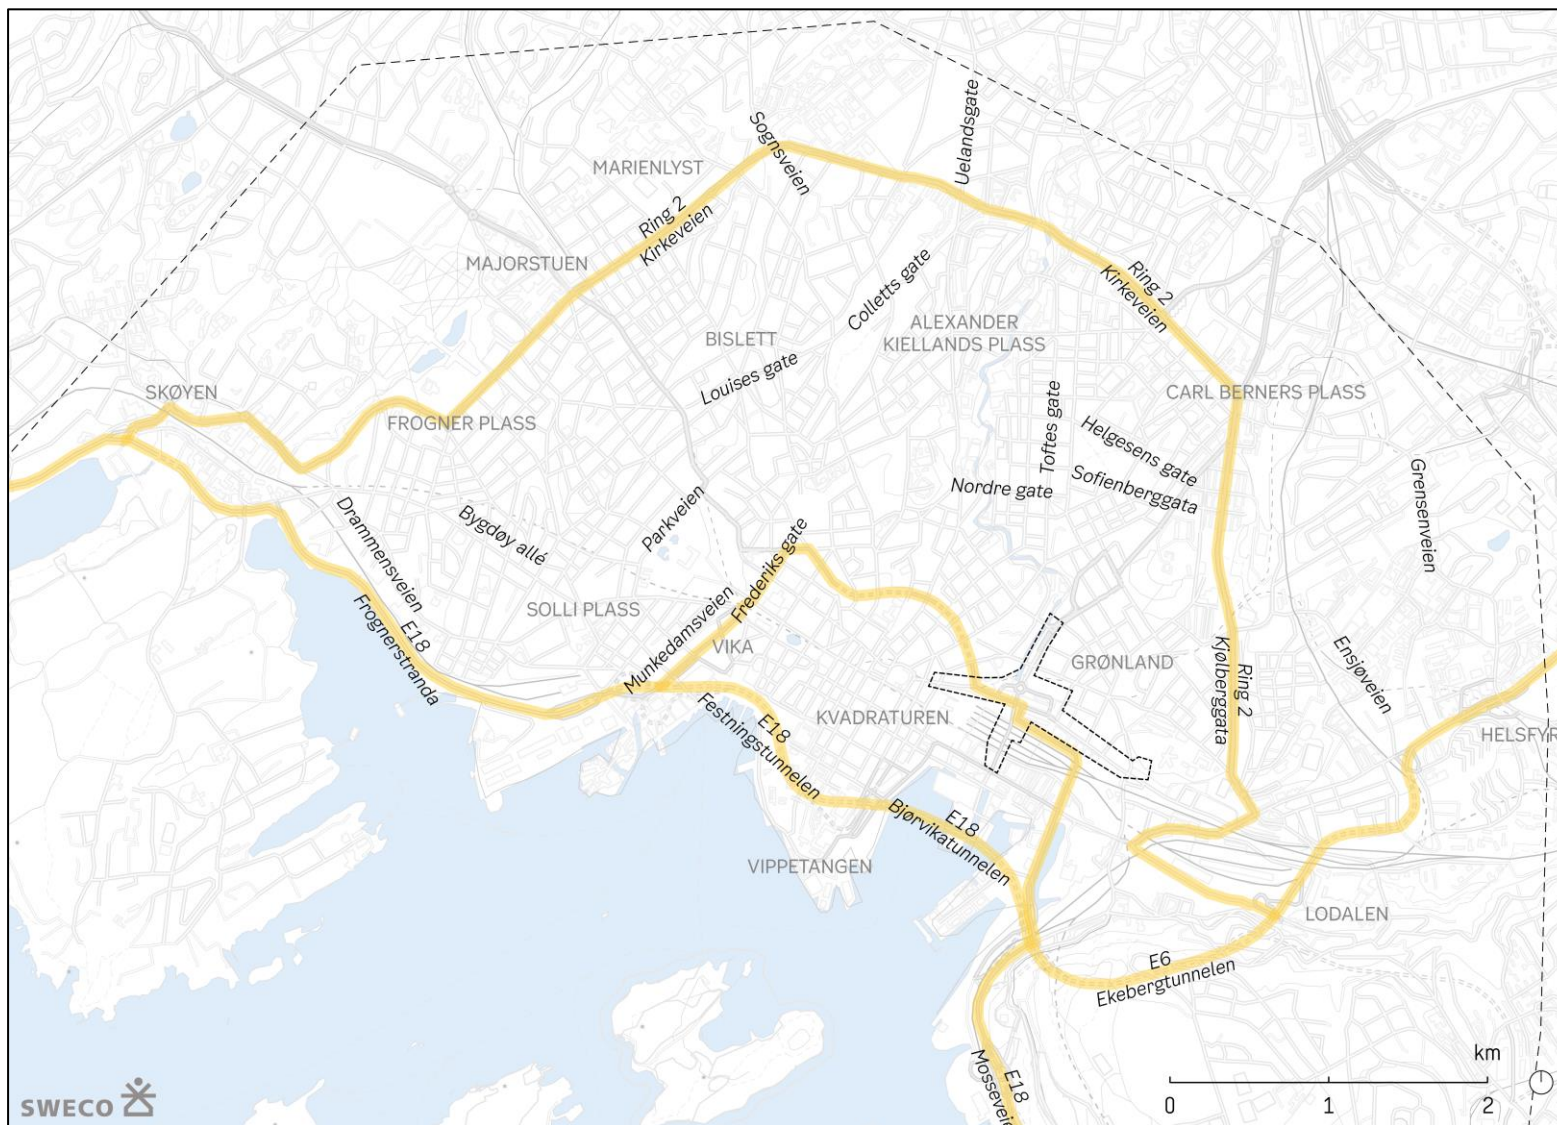 Uelandsgate
Sognsveien
MARIENLYST
Ring 2
Kirkeveien
MAJORSTUEN
Colletts gate
Ring 2
Kirkeveien
ALEXANDER
KIELLANDS PLASS
BISLETT
Louises gate
SKØYEN
CARL BERNERS PLASS
FROGNER PLASS
Toftes gate
Helgesens gate
Sofienberggata
Nordre gate
Grensenveien
Drammensveien
Bygdøy allé
Parkveien
Frederiks gate
SOLLI PLASS
Munkedamsveien
VIKA
E18
Frognerstranda
GRØNLAND
Ring 2
Kjølberggata
Ensjøveien
E18
Festningstunnelen
KVADRATUREN
HELSFYR
E18
Bjørvikatunnelen
VIPPETANGEN
LODALEN
E6
Ekebergtunnelen
E18
Mosseveie
km
0 1 2
SWECO